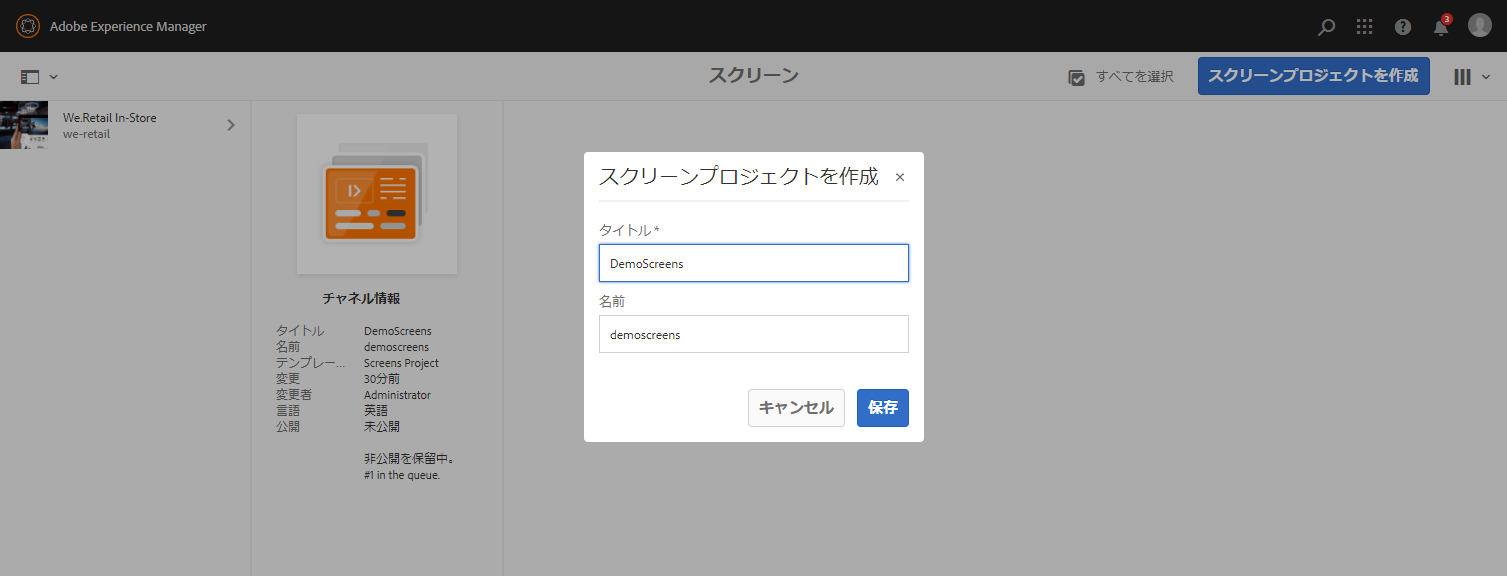 Adobe Experience Manager
3
スクリーン
すべてを選択
スクリーンプロジェクトを作成
We.Retail In-Store
we-retail
チャネル情報
タイトル DemoScreens
名前 demoscreens
テンプレー... Screens Project
変更 30分前
変更者 Administrator
言語 英語
公開 未公開
非公開を保留中。
#1 in the queue.
スクリーンプロジェクトを作成 ×
タイトル *
DemoScreens
名前
demoscreens
キャンセル 保存